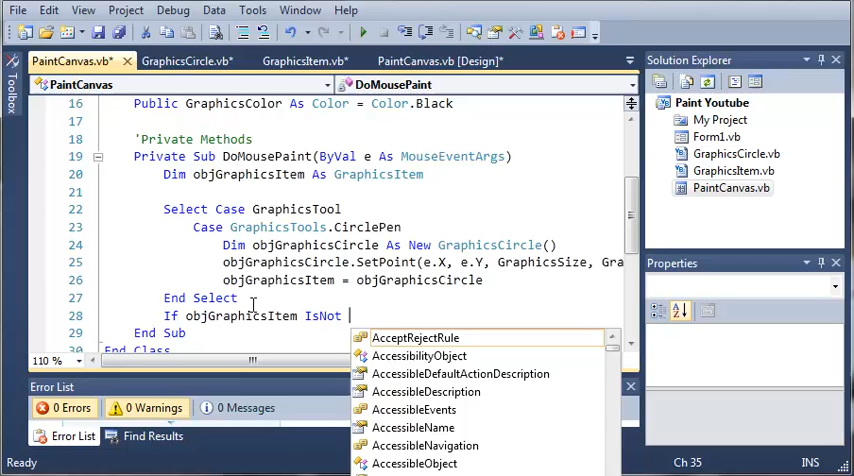 File Edit View Project Debug Data Tools Window Help
PaintCanvas.vb* GraphicsCircle.vb* GraphicsItem.vb* PaintCanvas.vb [Design]*
Solution Explorer
Toolbox
PaintCanvas DoMousePaint
16 Public GraphicsColor As Color = Color.Black
17
18 'Private Methods
19 Private Sub DoMousePaint(ByVal e As MouseEventArgs)
20 Dim objGraphicsItem As GraphicsItem
21
22 Select Case GraphicsTool
23 Case GraphicsTools.CirclePen
24 Dim objGraphicsCircle As New GraphicsCircle()
25 objGraphicsCircle.SetPoint(e.X, e.Y, GraphicsSize, Gra
26 objGraphicsItem = objGraphicsCircle
27 End Select
28 If objGraphicsItem IsNot
29 End Sub
30 End Class
110 %
AcceptRejectRule
AccessibilityObject
AccessibleDefaultActionDescription
AccessibleDescription
AccessibleEvents
AccessibleName
AccessibleNavigation
AccessibleObject
Paint Youtube
My Project
Form1.vb
GraphicsCircle.vb
GraphicsItem.vb
PaintCanvas.vb
Properties
Error List
0 Errors 0 Warnings 0 Messages
Error List Find Results
Ready Ch 35 INS